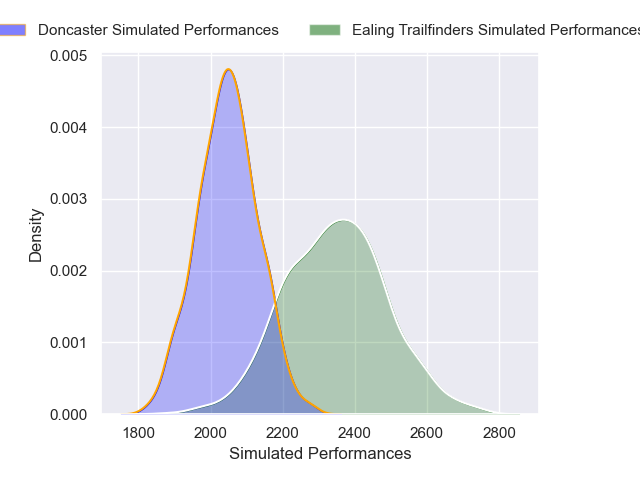 Doncaster Simulated Performances
Ealing Trailfinders Simulated Performances
0.005
0.004
0.003
0.002
0.001
0.000
Density
1800 2000 2200 2400 2600 2800
Simulated Performances